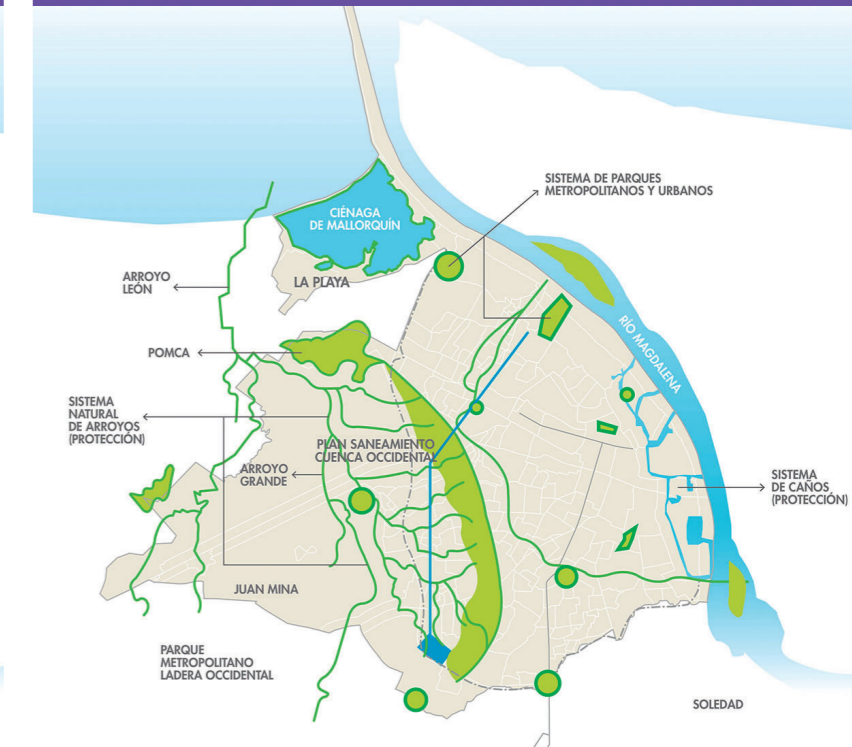 SISTEMA DE PARQUES
METROPOLITANOS Y URBANOS
CIÉNAGA
DE MALLORQUÍN
ARROYO
LEÓN
LA PLAYA
RÍO MAGDALENA
POMCA
SISTEMA
NATURAL
DE ARROYOS
(PROTECCIÓN)
PLAN SANEAMIENTO
CUENCA OCCIDENTAL
ARROYO
GRANDE
SISTEMA
DE CAÑOS
(PROTECCIÓN)
JUAN MINA
PARQUE
METROPOLITANO
LADERA OCCIDENTAL
SOLEDAD